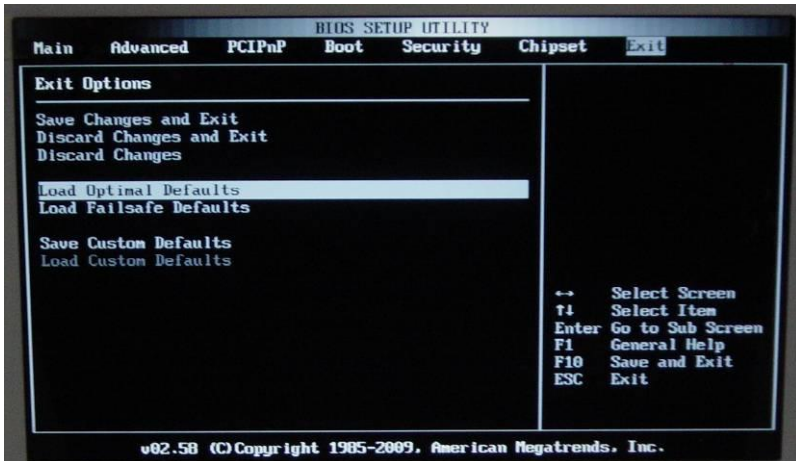 BIOS SETUP UTILITY
Main Advanced PCIPnP Boot Security Chipset Exit
Exit Options
Save Changes and Exit
Discard Changes and Exit
Discard Changes
Load Optimal Defaults
Load Failsafe Defaults
Save Custom Defaults
Load Custom Defaults
↔ Select Screen
↑↓ Select Item
Enter Go to Sub Screen
F1 General Help
F10 Save and Exit
ESC Exit
v02.58 (C)Copyright 1985-2009, American Megatrends, Inc.